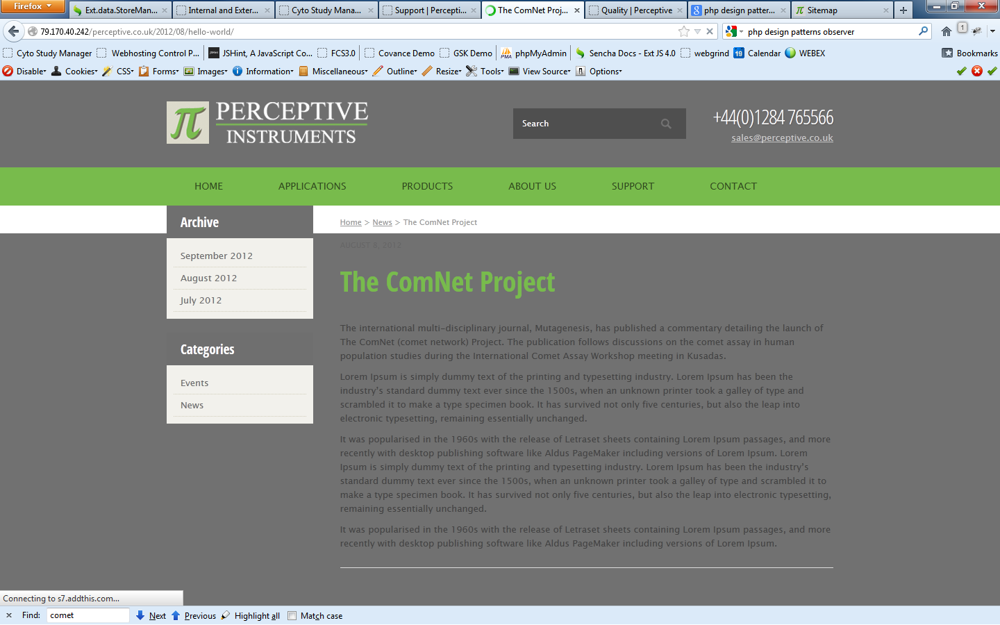 Firefox
Ext.data.StoreMan...
Internal and Exter...
Cyto Study Mana...
Support | Percepti...
The ComNet Proj...
Quality | Perceptive
php design patter...
Sitemap
79.170.40.242/perceptive.co.uk/2012/08/hello-world/
php design patterns observer
1
Cyto Study Manager
Webhosting Control P...
JSHint, A JavaScript Co...
FCS3.0
Covance Demo
GSK Demo
phpMyAdmin
Sencha Docs - Ext JS 4.0
webgrind
19 Calendar
WEBEX
Bookmarks
Disable
Cookies
CSS
Forms
Images
Information
Miscellaneous
Outline
Resize
Tools
View Source
Options
π PERCEPTIVE
INSTRUMENTS
Search
+44(0)1284 765566
sales@perceptive.co.uk
HOME
APPLICATIONS
PRODUCTS
ABOUT US
SUPPORT
CONTACT
Archive
September 2012
August 2012
July 2012
Categories
Events
News
Home > News > The ComNet Project
AUGUST 8, 2012
The ComNet Project
The international multi-disciplinary journal, Mutagenesis, has published a commentary detailing the launch of
The ComNet (comet network) Project. The publication follows discussions on the comet assay in human
population studies during the International Comet Assay Workshop meeting in Kusadas.
Lorem Ipsum is simply dummy text of the printing and typesetting industry. Lorem Ipsum has been the
industry's standard dummy text ever since the 1500s, when an unknown printer took a galley of type and
scrambled it to make a type specimen book. It has survived not only five centuries, but also the leap into
electronic typesetting, remaining essentially unchanged.
It was popularised in the 1960s with the release of Letraset sheets containing Lorem Ipsum passages, and more
recently with desktop publishing software like Aldus PageMaker including versions of Lorem Ipsum. Lorem
Ipsum is simply dummy text of the printing and typesetting industry. Lorem Ipsum has been the industry's
standard dummy text ever since the 1500s, when an unknown printer took a galley of type and scrambled it to
make a type specimen book. It has survived not only five centuries, but also the leap into electronic typesetting,
remaining essentially unchanged.
It was popularised in the 1960s with the release of Letraset sheets containing Lorem Ipsum passages, and more
recently with desktop publishing software like Aldus PageMaker including versions of Lorem Ipsum.
Connecting to s7.addthis.com...
Find: comet
Next
Previous
Highlight all
Match case